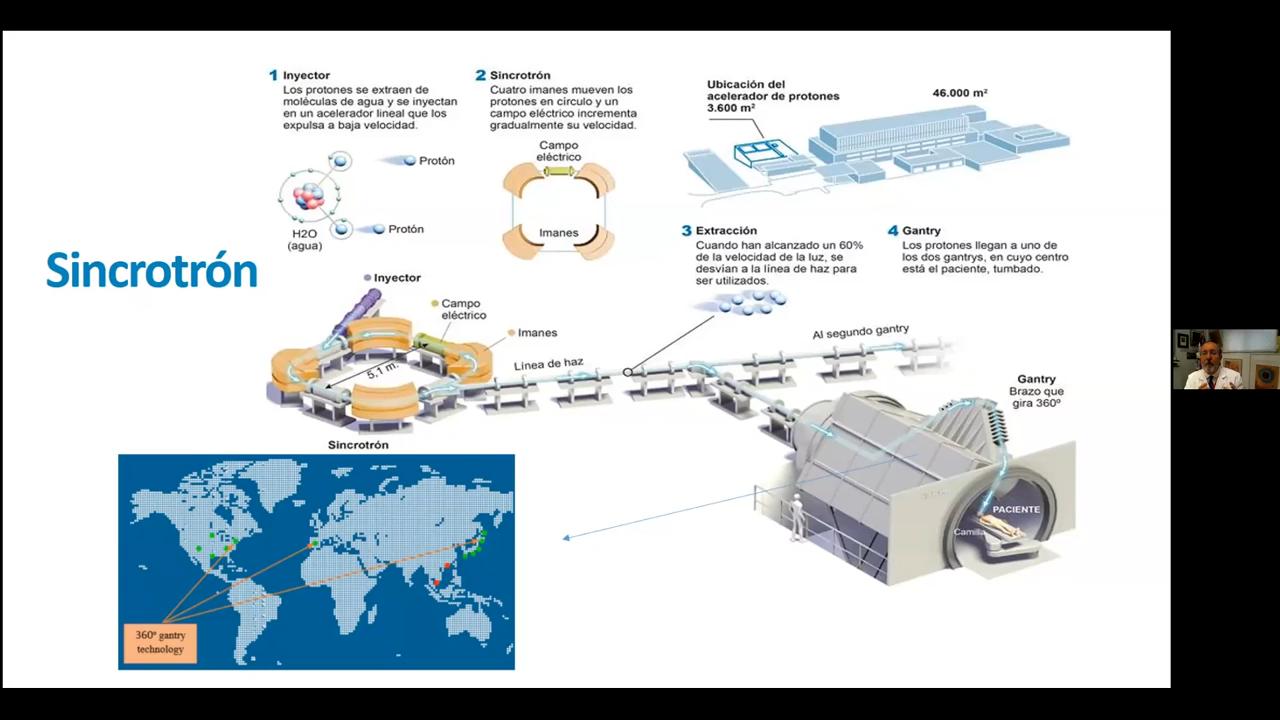 Sincrotrón
1 Inyector
Los protones se extraen de
moléculas de agua y se inyectan
en un acelerador lineal que los
expulsa a baja velocidad.
Protón
Protón
H2O
(agua)
2 Sincrotrón
Cuatro imanes mueven los
protones en círculo y un
campo eléctrico incrementa
gradualmente su velocidad.
Campo
eléctrico
Imanes
Ubicación del
acelerador de protones
3.600 m²
46.000 m²
3 Extracción
Cuando han alcanzado un 60%
de la velocidad de la luz, se
desvían a la línea de haz para
ser utilizados.
4 Gantry
Los protones llegan a uno de
los dos gantrys, en cuyo centro
está el paciente, tumbado.
Inyector
Campo
eléctrico
Imanes
5,1 m.
Línea de haz
Al segundo gantry
Gantry
Brazo que
gira 360º
Sincrotrón
PACIENTE
Camilla
360º gantry
technology